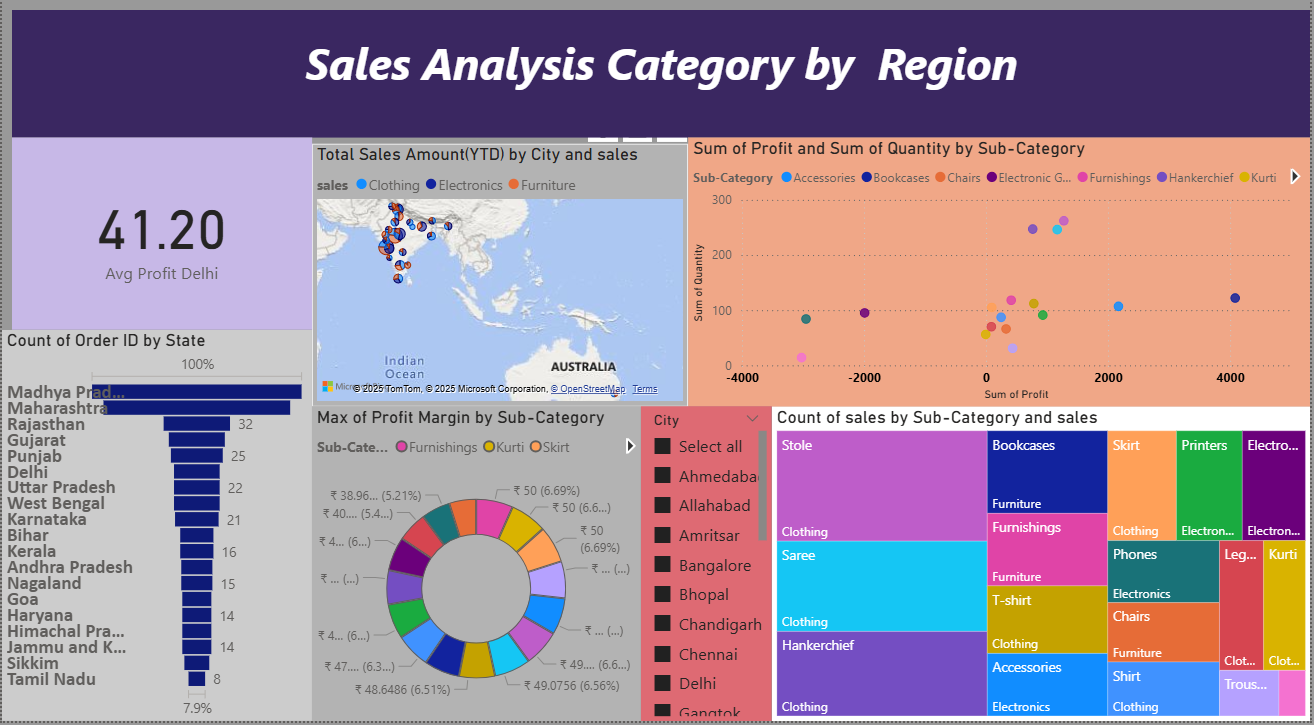 Sales Analysis Category by Region
41.20
Avg Profit Delhi
Count of Order ID by State
100%
Madhya Prad...
Maharashtra
Rajasthan 32
Gujarat
Punjab 25
Delhi
Uttar Pradesh 22
West Bengal
Karnataka 21
Bihar
Kerala 16
Andhra Pradesh
Nagaland 15
Goa
Haryana 14
Himachal Pra...
Jammu and K... 14
Sikkim
Tamil Nadu 8
7.9%
Total Sales Amount(YTD) by City and sales
sales Clothing Electronics Furniture
Indian
Ocean
AUSTRALIA
© 2025 TomTom, © 2025 Microsoft Corporation, © OpenStreetMap Terms
Sum of Profit and Sum of Quantity by Sub-Category
Sub-Category Accessories Bookcases Chairs Electronic G... Furnishings Hankerchief Kurti
Sum of Quantity
300
200
100
0
-4000 -2000 0 2000 4000
Sum of Profit
Max of Profit Margin by Sub-Category
Sub-Cate... Furnishings Kurti Skirt
₹ 50 (6.69%)
₹ 50 (6.6...)
₹ 50
(6.69%)
₹ ... (...)
₹ ... (...)
₹ 49.... (6.6...)
₹ 49.0756 (6.56%)
₹ 48.6486 (6.51%)
₹ 47.... (6.3...)
₹ 4... (6...)
₹ ... (...)
₹ 4... (6...)
₹ 40.... (5.4...)
₹ 38.96... (5.21%)
City
Select all
Ahmedaba
Allahabad
Amritsar
Bangalore
Bhopal
Chandigarh
Chennai
Delhi
Gangtok
Count of sales by Sub-Category and sales
Stole
Clothing
Saree
Clothing
Hankerchief
Clothing
Bookcases
Furniture
Furnishings
Furniture
T-shirt
Clothing
Accessories
Electronics
Skirt
Clothing
Printers
Electron...
Electro...
Electron...
Phones
Electronics
Chairs
Furniture
Shirt
Clothing
Leg...
Clot...
Kurti
Clot...
Trous...